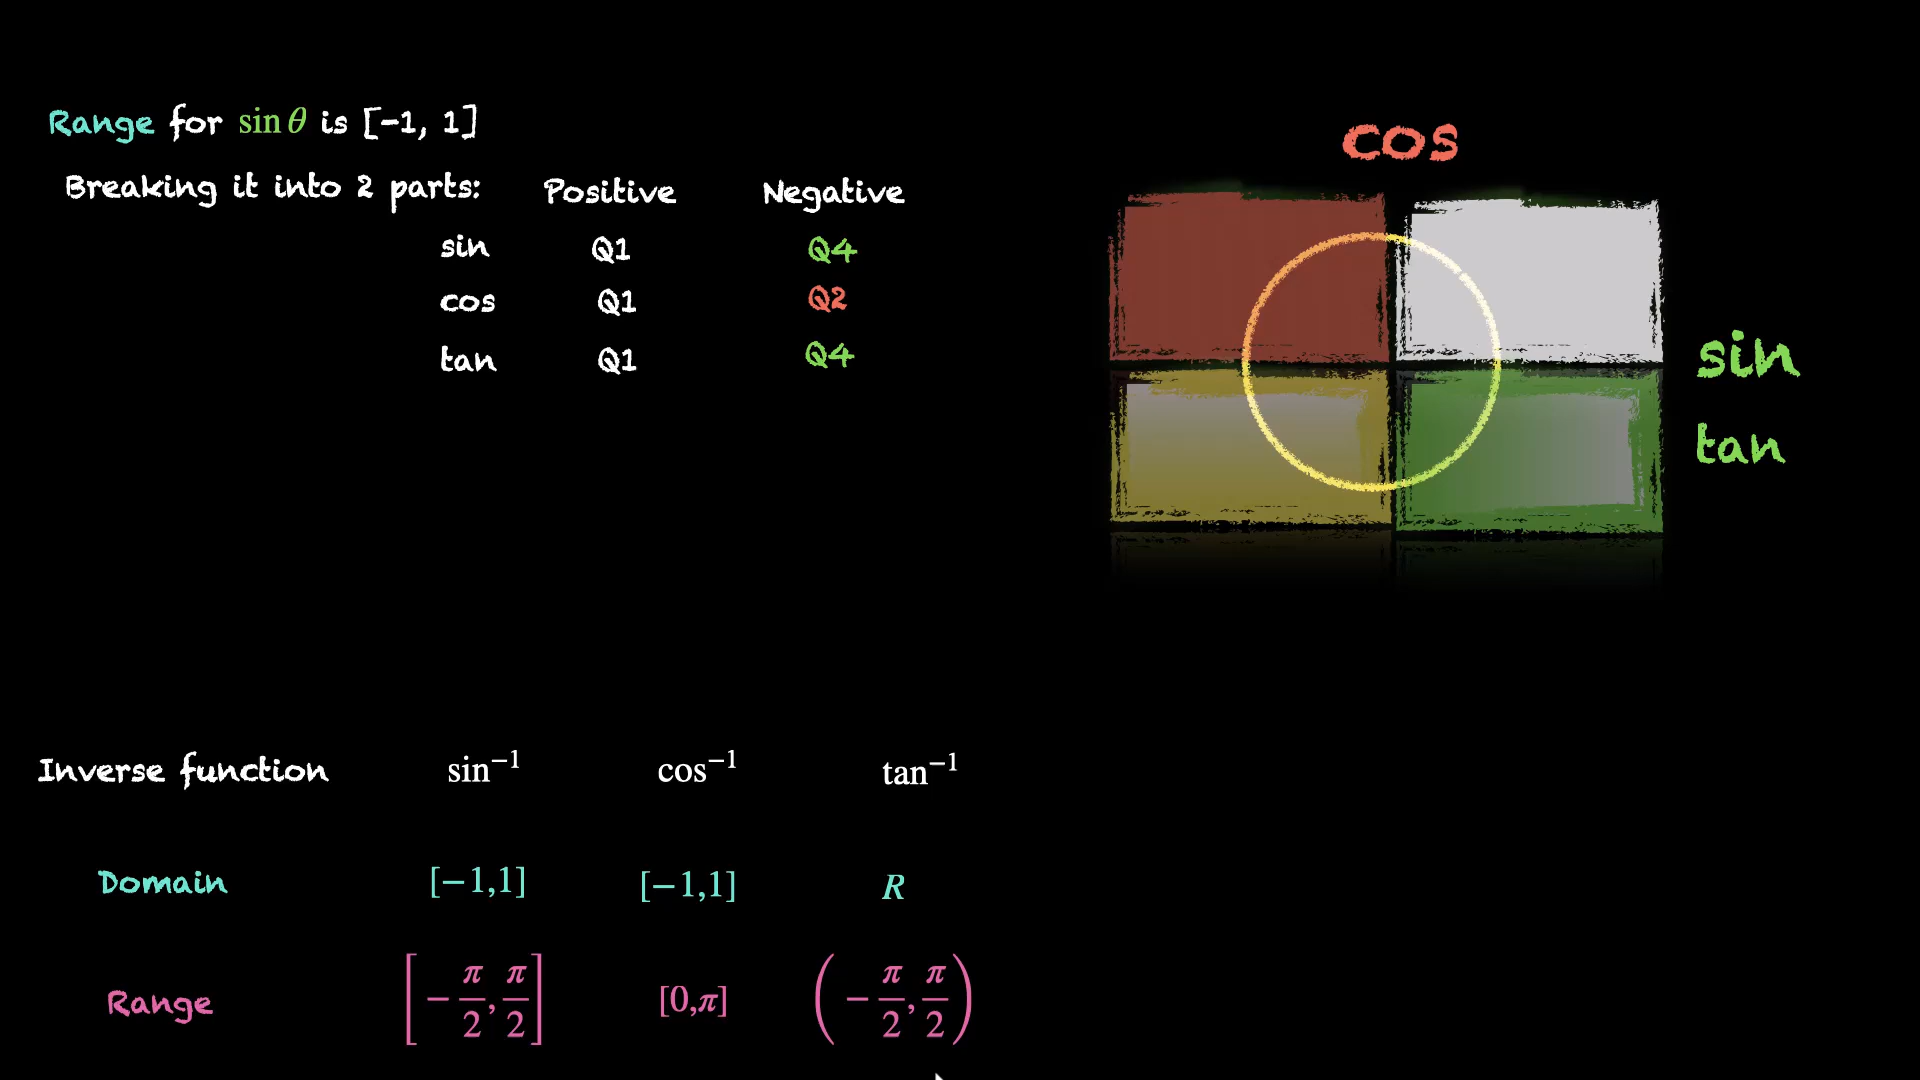 Range for sin θ is [-1, 1]
Breaking it into 2 parts: Positive Negative
sin Q1 Q4
cos Q1 Q2
tan Q1 Q4
cos
sin
tan
Inverse function sin⁻¹ cos⁻¹ tan⁻¹
Domain [−1,1] [−1,1] R
Range [−π/2, π/2] [0,π] (−π/2, π/2)